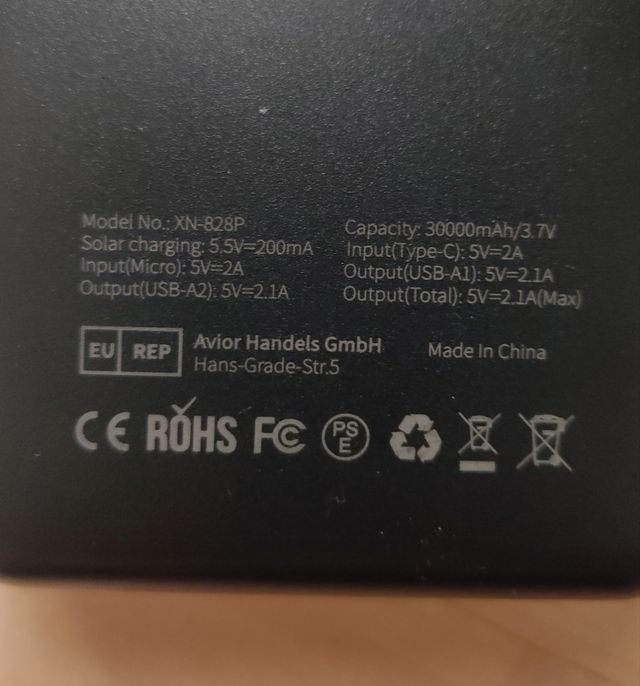 Model No.: XN-828P
Solar charging: 5.5V=200mA
Input(Micro): 5V=2A
Output(USB-A2): 5V=2.1A
Capacity: 30000mAh/3.7V
Input(Type-C): 5V=2A
Output(USB-A1): 5V=2.1A
Output(Total): 5V=2.1A(Max)
EU REP
Avior Handels GmbH
Hans-Grade-Str.5
Made In China
CE ROHS FC PS
E